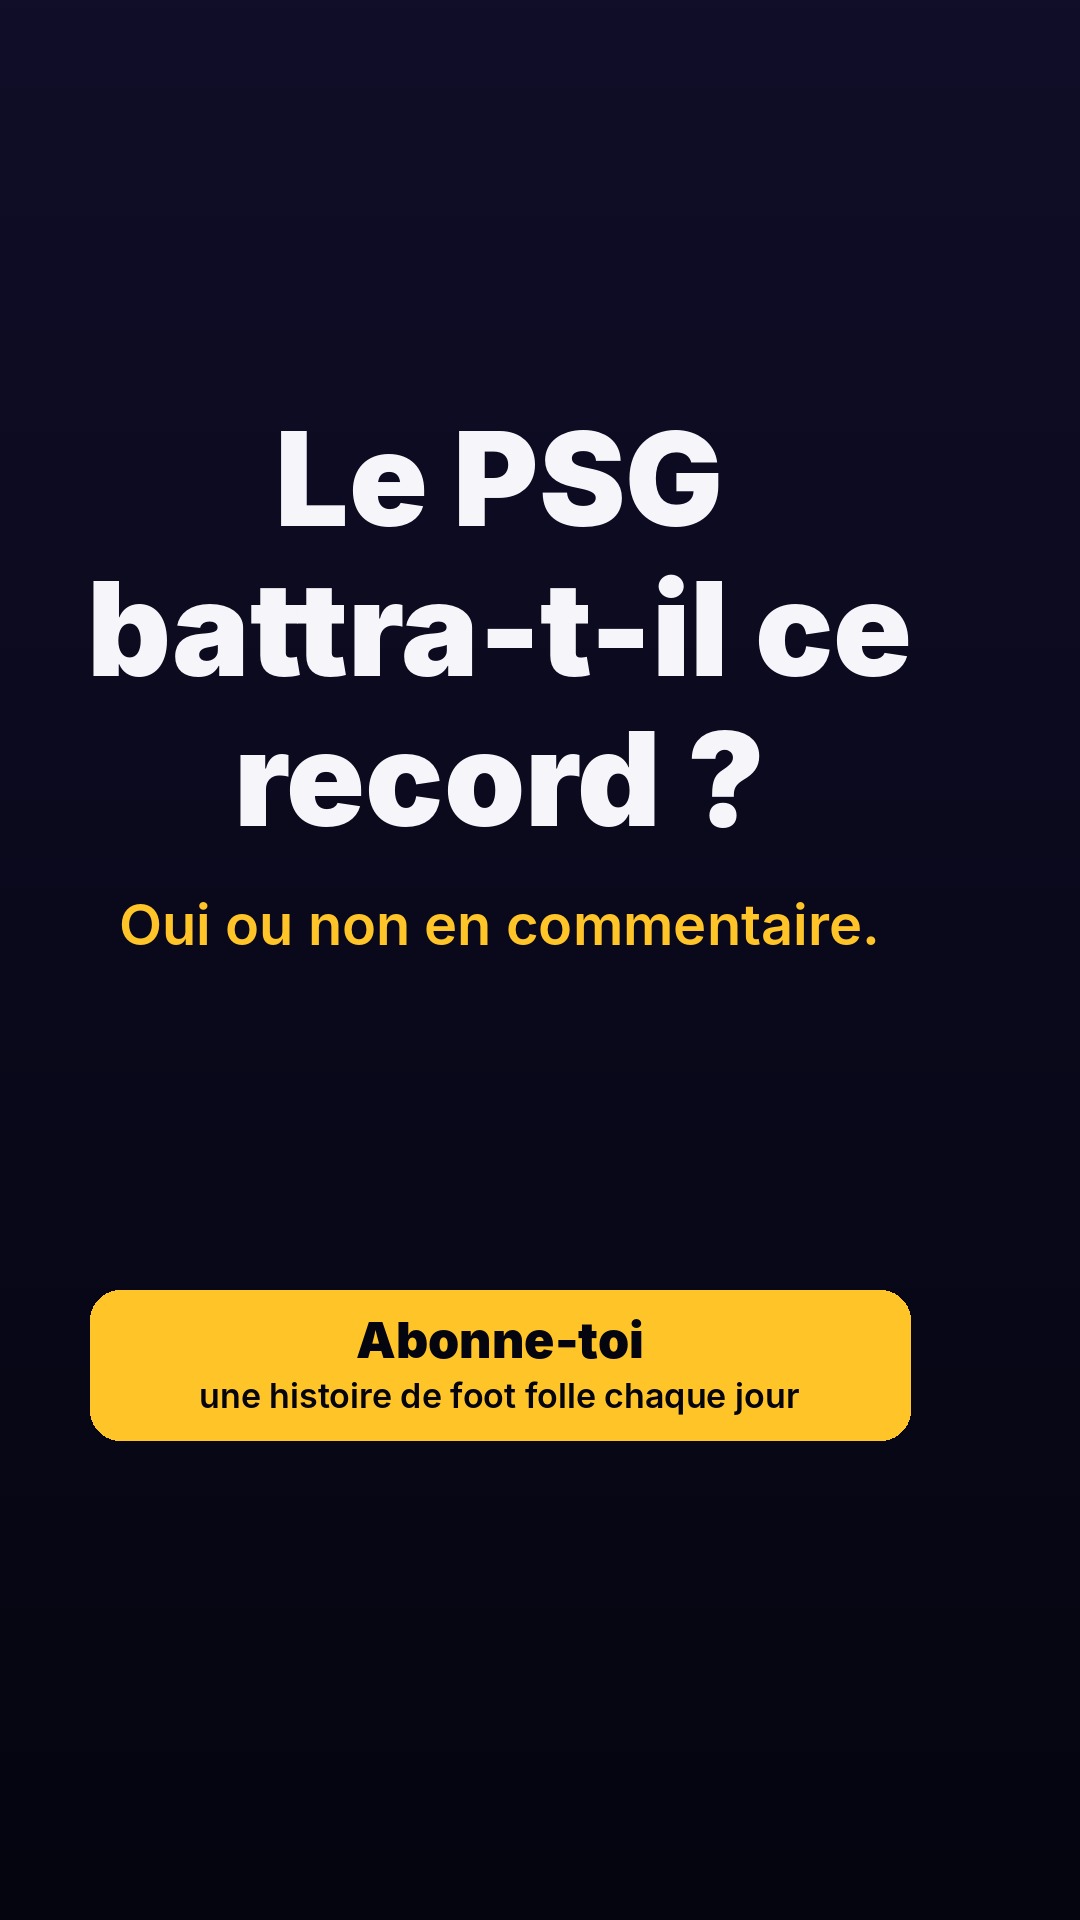 Le PSG
battra-t-il ce
record ?
Oui ou non en commentaire.
Abonne-toi
une histoire de foot folle chaque jour